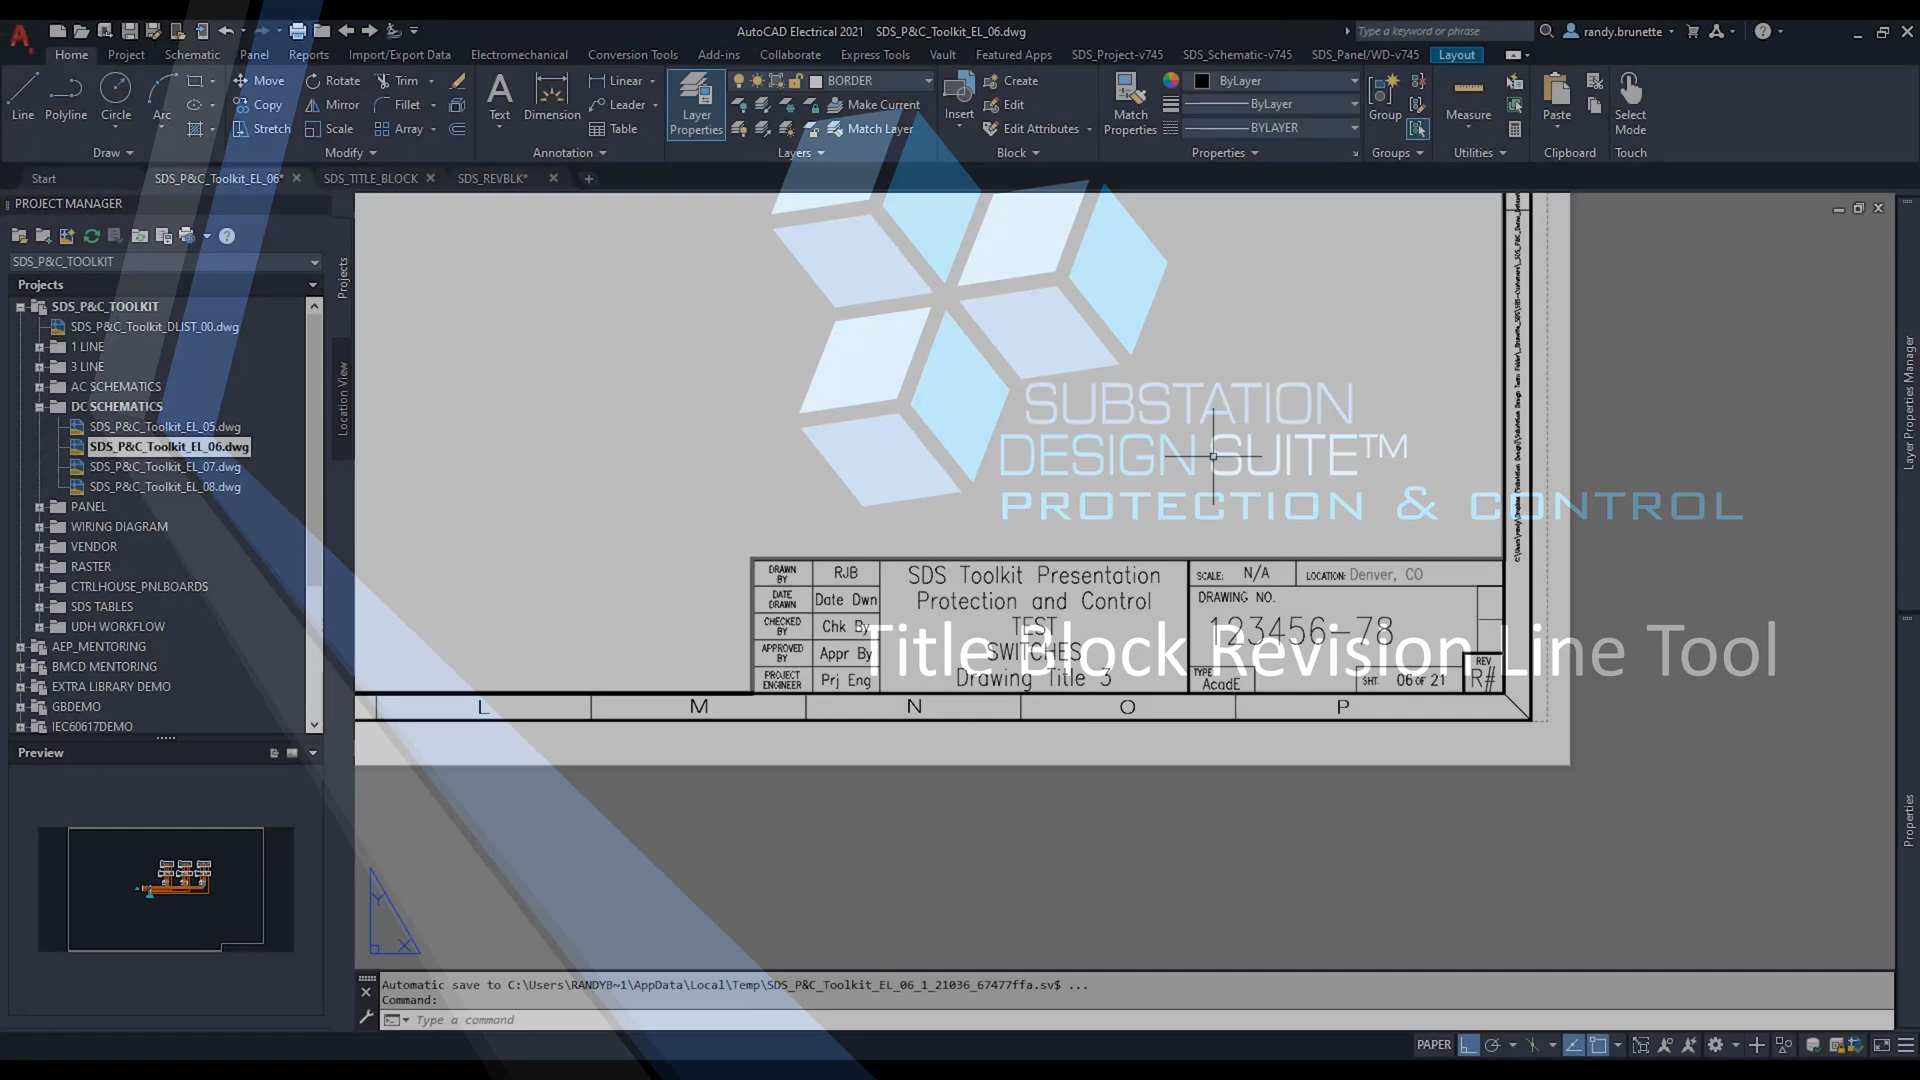 AutoCAD Electrical 2021 SDS_P&C_Toolkit_EL_06.dwg
Type a keyword or phrase
randy.brunette
Home Project Schematic Panel Reports Import/Export Data Electromechanical Conversion Tools Add-ins Collaborate Express Tools Vault Featured Apps SDS_Project-v745 SDS_Schematic-v745 SDS_Panel/WD-v745 Layout
Line Polyline Circle Arc
Move Rotate Trim
Copy Mirror Fillet
Stretch Scale Array
Text Dimension
Linear
Leader
Table
Layer Properties
BORDER
Make Current
Match Layer
Insert
Create
Edit
Edit Attributes
Match Properties
ByLayer
ByLayer
BYLAYER
Group
Measure
Paste
Select Mode
Draw Modify Annotation Layers Block Properties Groups Utilities Clipboard Touch
Start SDS_P&C_Toolkit_EL_06* SDS_TITLE_BLOCK SDS_REVBLK*
PROJECT MANAGER
SDS_P&C_TOOLKIT
Projects
SDS_P&C_TOOLKIT
SDS_P&C_Toolkit_DLIST_00.dwg
1 LINE
3 LINE
AC SCHEMATICS
DC SCHEMATICS
SDS_P&C_Toolkit_EL_05.dwg
SDS_P&C_Toolkit_EL_06.dwg
SDS_P&C_Toolkit_EL_07.dwg
SDS_P&C_Toolkit_EL_08.dwg
PANEL
WIRING DIAGRAM
VENDOR
RASTER
CTRLHOUSE_PNLBOARDS
SDS TABLES
UDH WORKFLOW
AEP_MENTORING
BMCD MENTORING
EXTRA LIBRARY DEMO
GBDEMO
IEC60617DEMO
Preview
Projects
Location View
SUBSTATION
DESIGN SUITE™
PROTECTION & CONTROL
Title Block Revision Line Tool
DRAWN BY RJB
DATE DRAWN Date Dwn
CHECKED BY Chk By
APPROVED BY Appr By
PROJECT ENGINEER Prj Eng
SDS Toolkit Presentation
Protection and Control
TEST
SWITCHES
Drawing Title 3
SCALE: N/A LOCATION: Denver, CO
DRAWING NO.
123456-78
TYPE AcadE
SHT. 06 OF 21
REV R#
L M N O P
Y
X
Automatic save to C:\Users\RANDYB~1\AppData\Local\Temp\SDS_P&C_Toolkit_EL_06_1_21036_67477ffa.sv$ ...
Command:
Type a command
PAPER
Layer Properties Manager
Properties